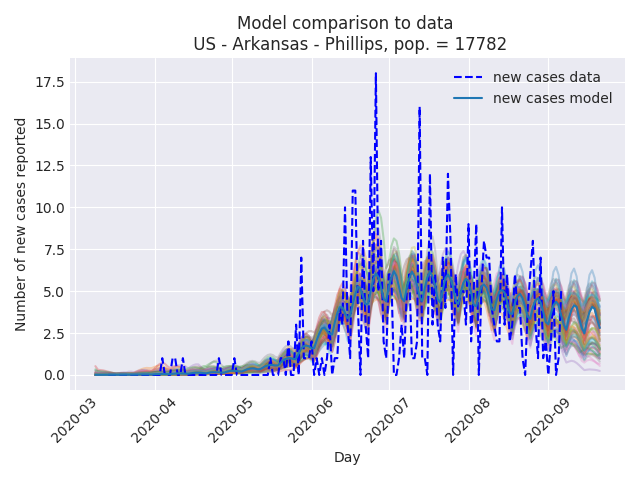 Model comparison to data
US - Arkansas - Phillips, pop. = 17782
new cases data
new cases model
Number of new cases reported
17.5
15.0
12.5
10.0
7.5
5.0
2.5
0.0
2020-03
2020-04
2020-05
2020-06
2020-07
2020-08
2020-09
Day